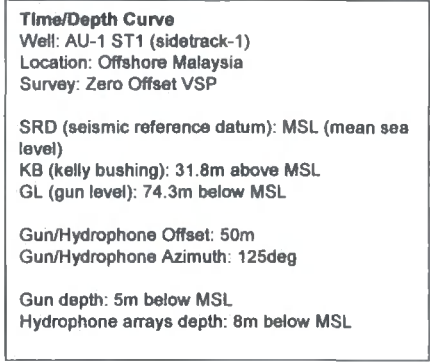 Time/Depth Curve
Well: AU-1 ST1 (sidetrack-1)
Location: Offshore Malaysia
Survey: Zero Offset VSP
SRD (seismic reference datum): MSL (mean sea
level)
KB (kelly bushing): 31.8m above MSL
GL (gun level): 74.3m below MSL
Gun/Hydrophone Offset: 50m
Gun/Hydrophone Azimuth: 125deg
Gun depth: 5m below MSL
Hydrophone arrays depth: 8m below MSL